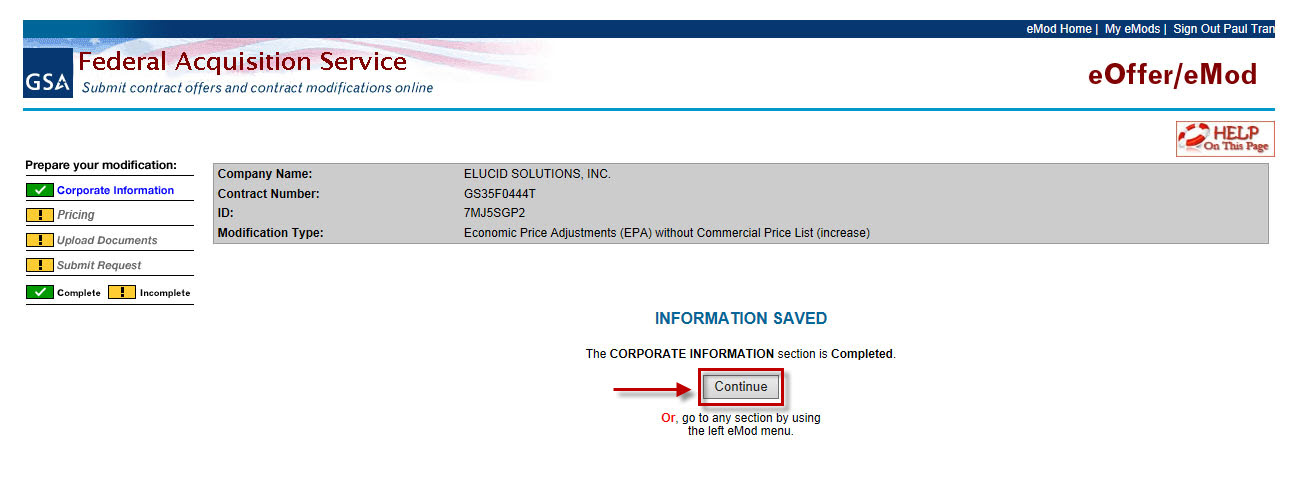 eMod Home | My eMods | Sign Out Paul Tran
GSA
Federal Acquisition Service
Submit contract offers and contract modifications online
eOffer/eMod
HELP
On This Page
Prepare your modification:
Corporate Information
! Pricing
! Upload Documents
! Submit Request
Complete ! Incomplete
Company Name: ELUCID SOLUTIONS, INC.
Contract Number: GS35F0444T
ID: 7MJ5SGP2
Modification Type: Economic Price Adjustments (EPA) without Commercial Price List (increase)
INFORMATION SAVED
The CORPORATE INFORMATION section is Completed.
Continue
Or, go to any section by using
the left eMod menu.